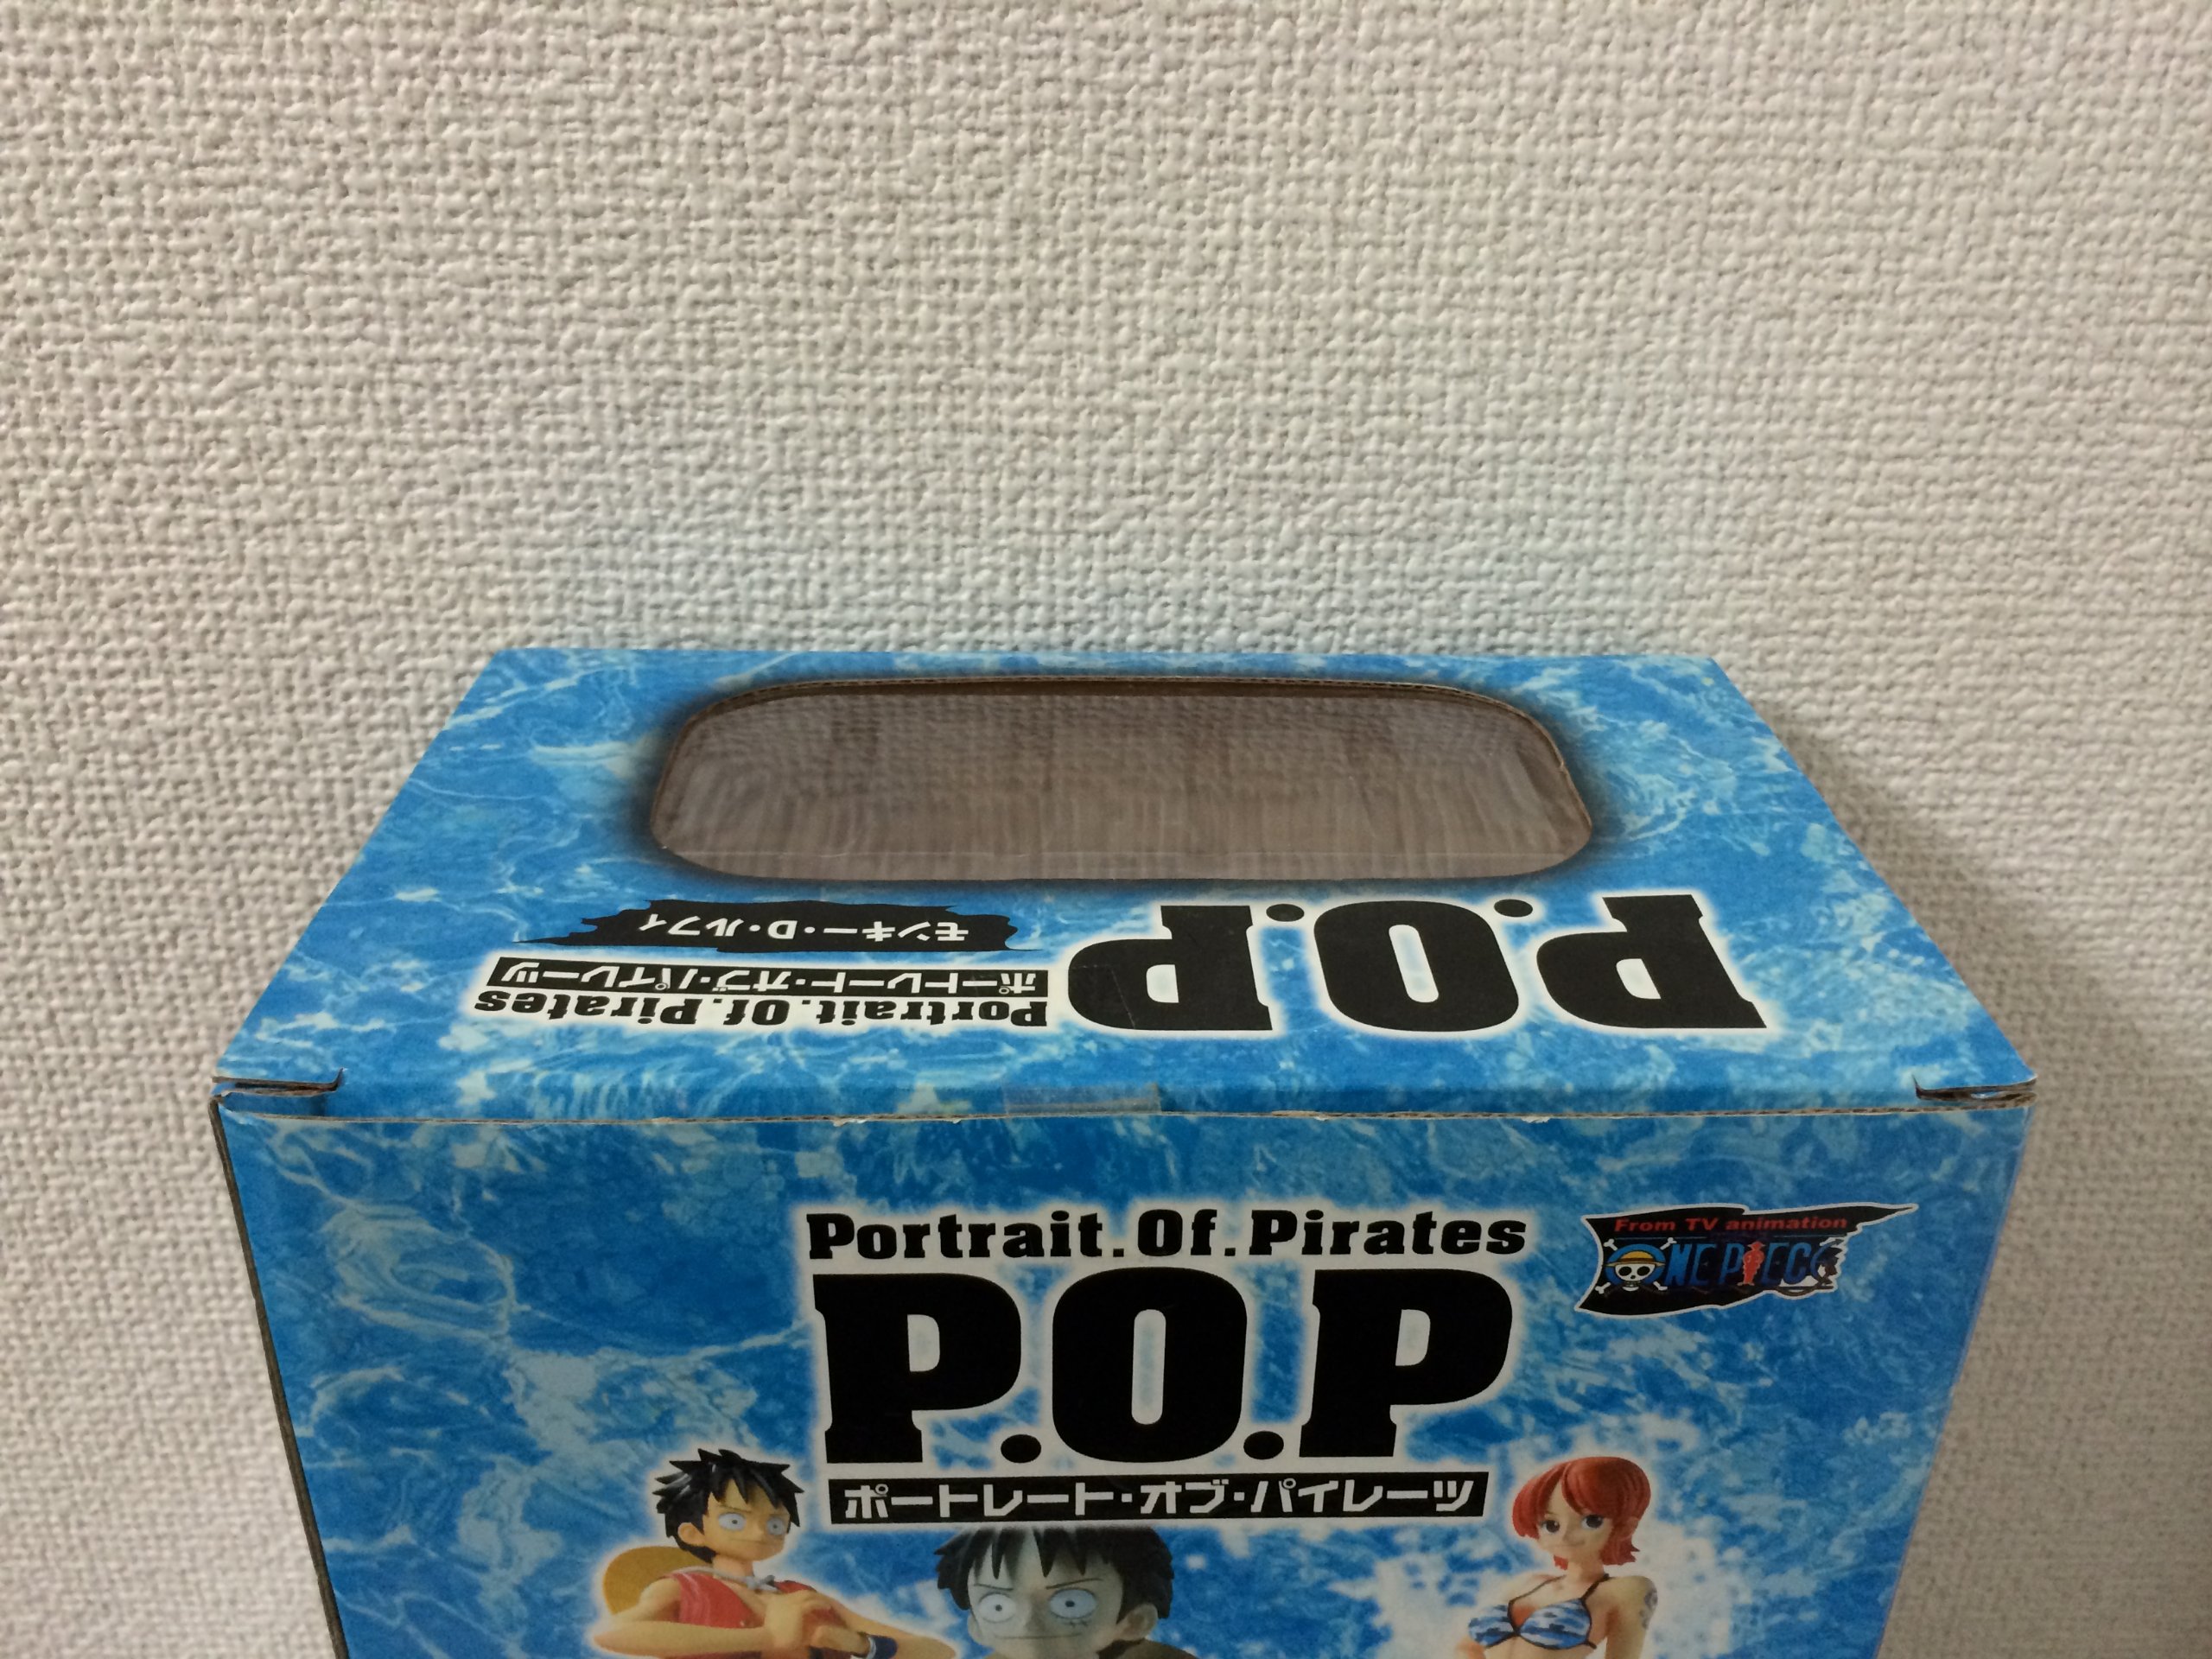 P.O.P
Portrait.Of.Pirates
ポートレート・オブ・パイレーツ
モンキー・D・ルフィ
Portrait.Of.Pirates
P.O.P
ポートレート・オブ・パイレーツ
From TV animation
ONE PIECE